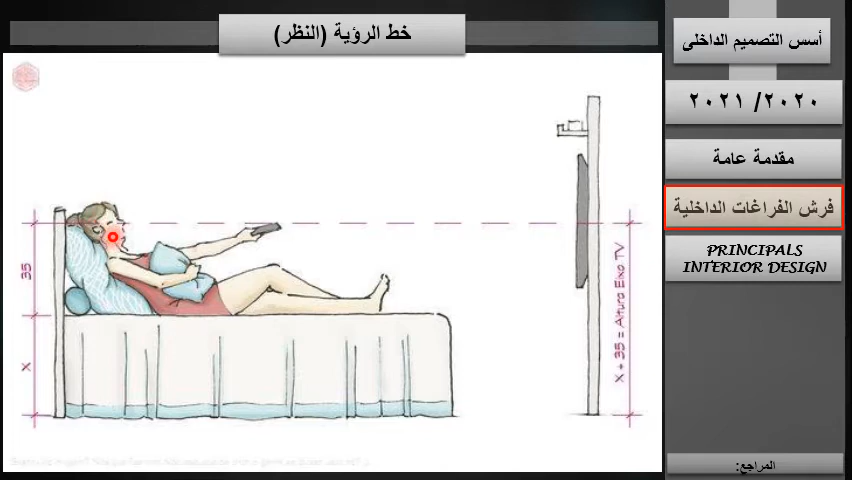 خط الرؤية (النظر)
أسس التصميم الداخلى
٢٠٢٠/ ٢٠٢١
مقدمة عامة
فرش الفراغات الداخلية
PRINCIPALS
INTERIOR DESIGN
المراجع:
35
X
X + 35 = Altura Eixo TV